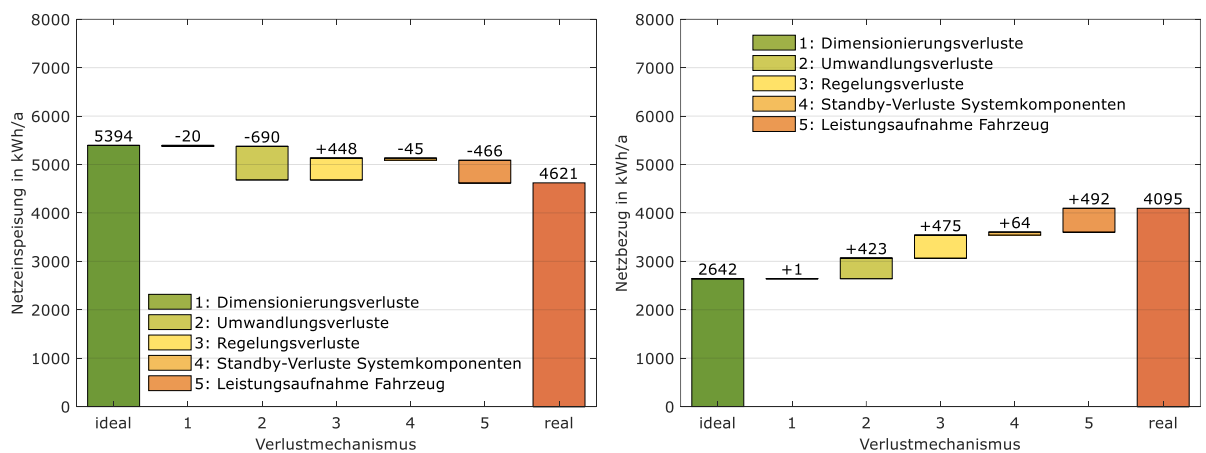 Netzeinspeisung in kWh/a
8000
7000
6000
5000
4000
3000
2000
1000
0
5394
-20
-690
+448
-45
-466
4621
1: Dimensionierungsverluste
2: Umwandlungsverluste
3: Regelungsverluste
4: Standby-Verluste Systemkomponenten
5: Leistungsaufnahme Fahrzeug
ideal 1 2 3 4 5 real
Verlustmechanismus
Netzbezug in kWh/a
8000
7000
6000
5000
4000
3000
2000
1000
0
1: Dimensionierungsverluste
2: Umwandlungsverluste
3: Regelungsverluste
4: Standby-Verluste Systemkomponenten
5: Leistungsaufnahme Fahrzeug
2642
+1
+423
+475
+64
+492
4095
ideal 1 2 3 4 5 real
Verlustmechanismus